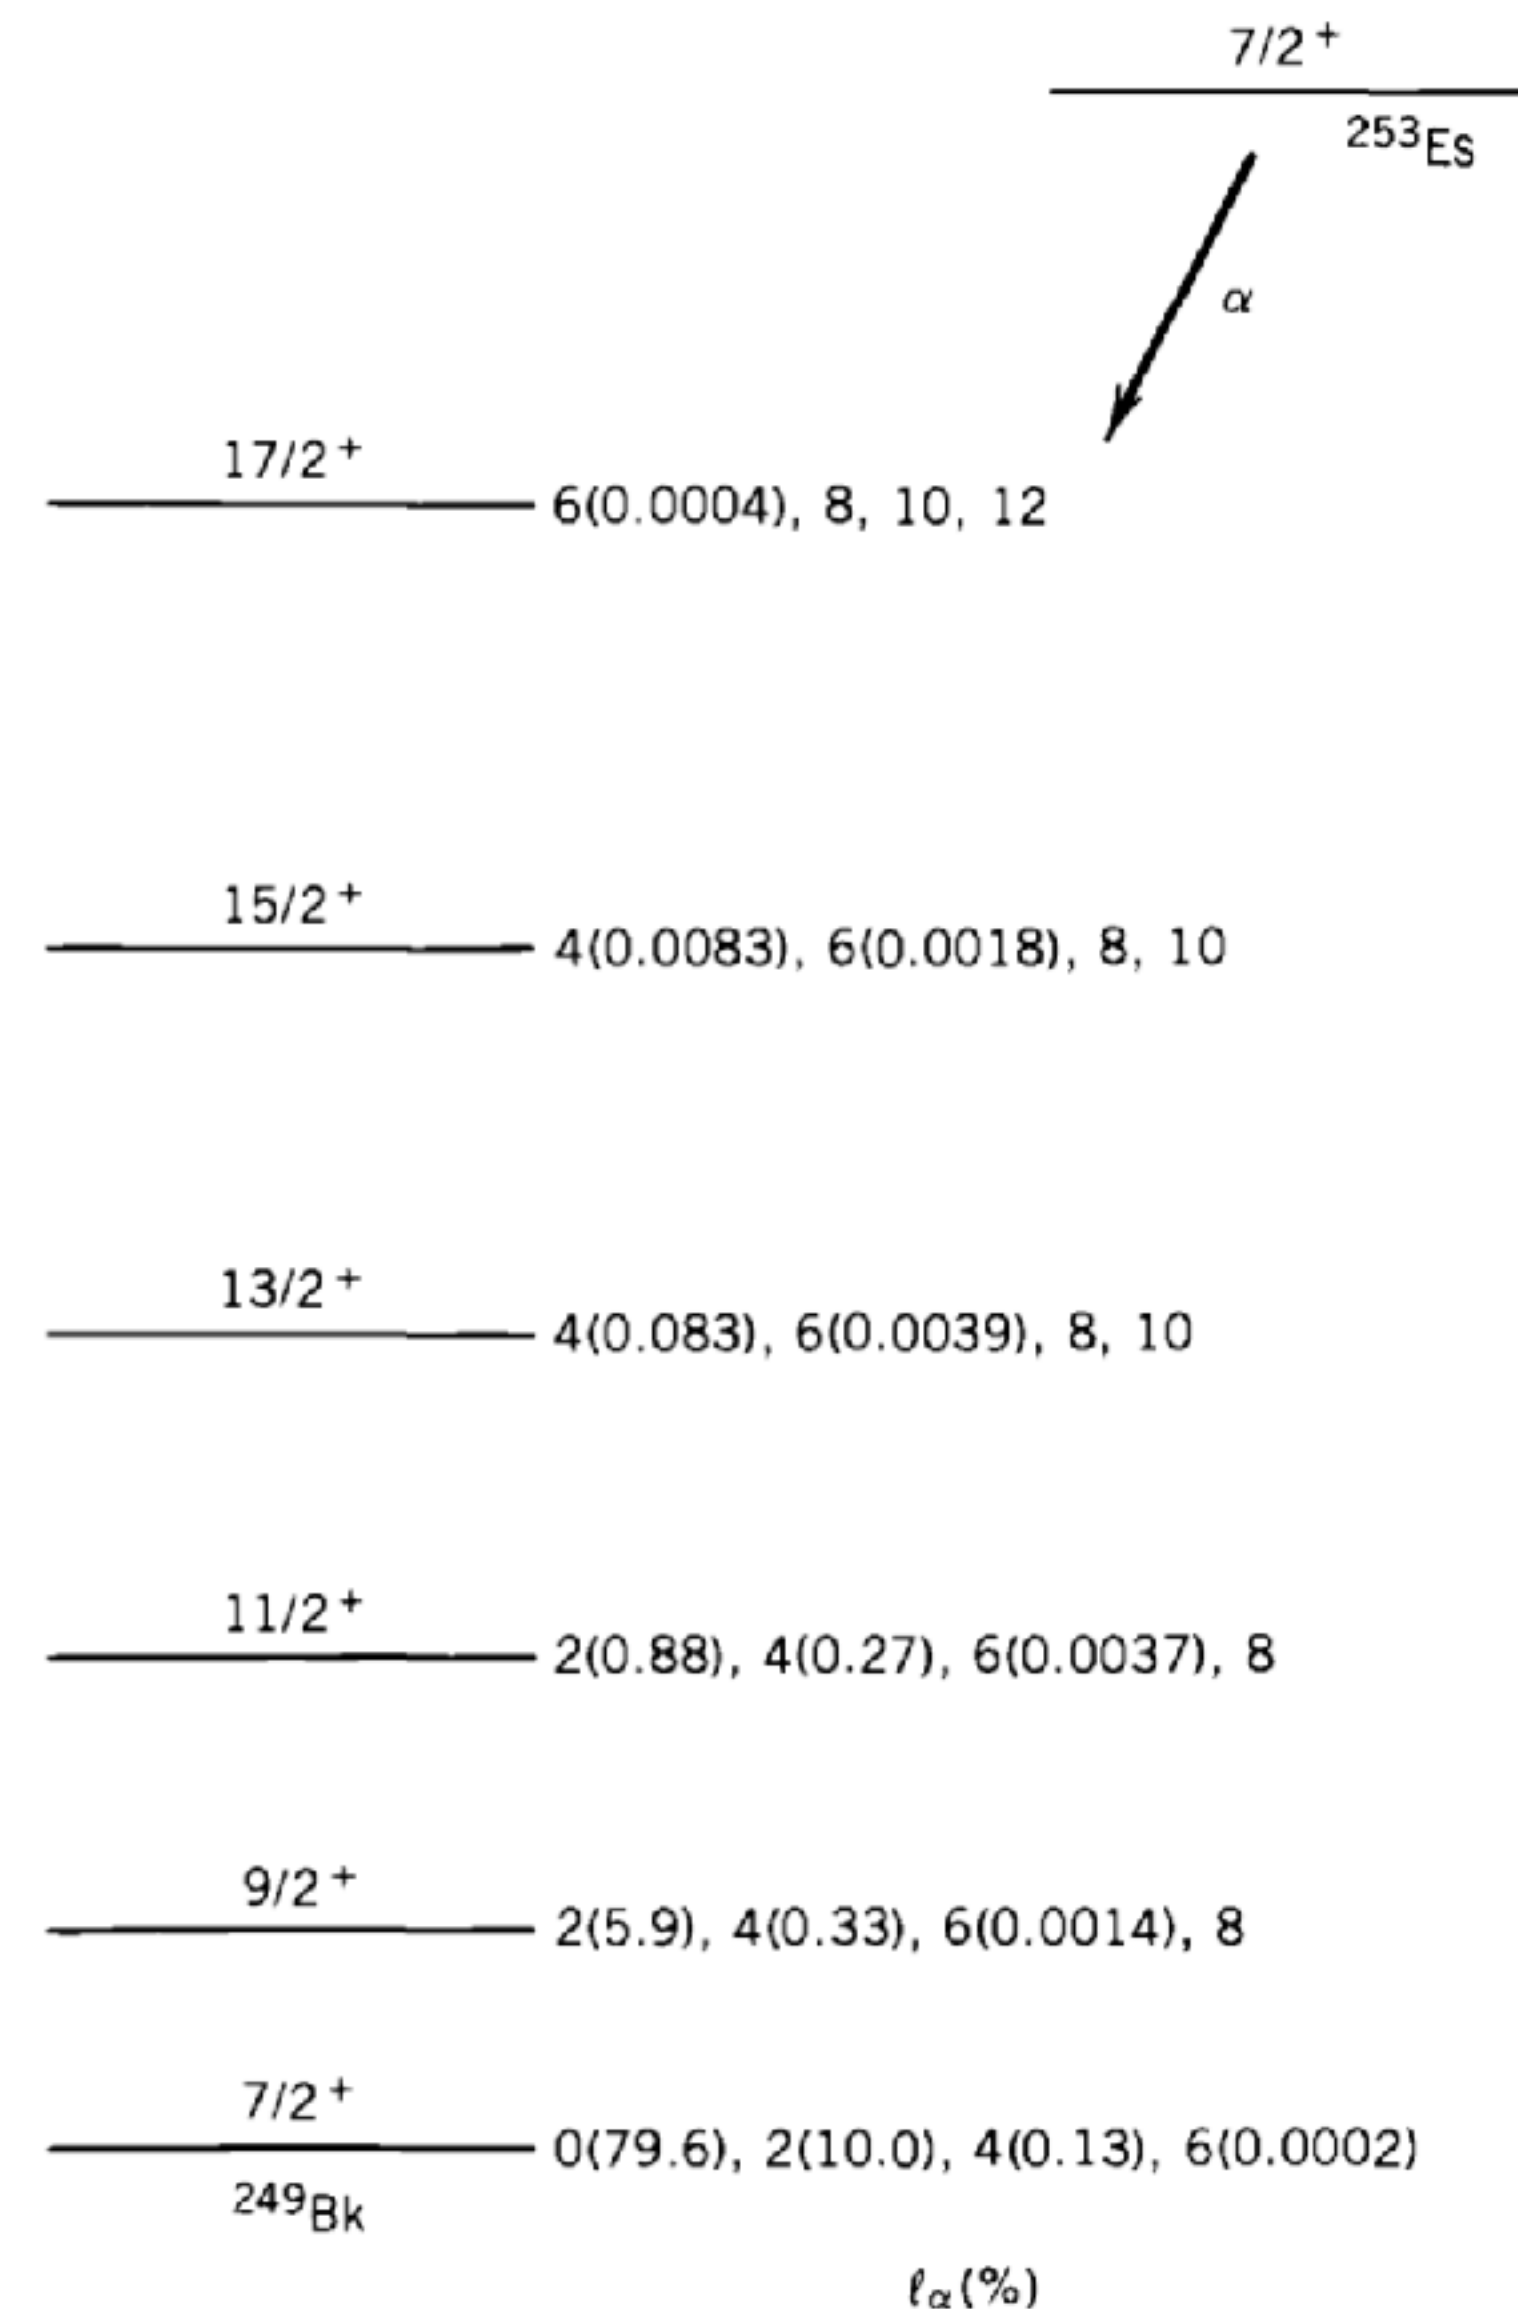 7/2⁺
²⁵³Es
α
17/2⁺
6(0.0004), 8, 10, 12
15/2⁺
4(0.0083), 6(0.0018), 8, 10
13/2⁺
4(0.083), 6(0.0039), 8, 10
11/2⁺
2(0.88), 4(0.27), 6(0.0037), 8
9/2⁺
2(5.9), 4(0.33), 6(0.0014), 8
7/2⁺
0(79.6), 2(10.0), 4(0.13), 6(0.0002)
²⁴⁹Bk
ℓα(%)